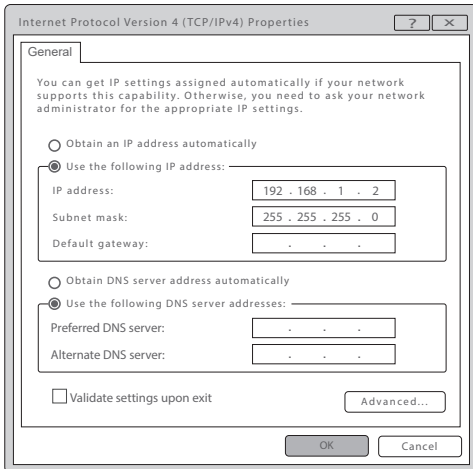 Internet Protocol Version 4 (TCP/IPv4) Properties ? ×
General
You can get IP settings assigned automatically if your network
supports this capability. Otherwise, you need to ask your network
administrator for the appropriate IP settings.
Obtain an IP address automatically
Use the following IP address:
IP address: 192 . 168 . 1 . 2
Subnet mask: 255 . 255 . 255 . 0
Default gateway: . . .
Obtain DNS server address automatically
Use the following DNS server addresses:
Preferred DNS server: . . .
Alternate DNS server: . . .
Validate settings upon exit
Advanced...
OK Cancel